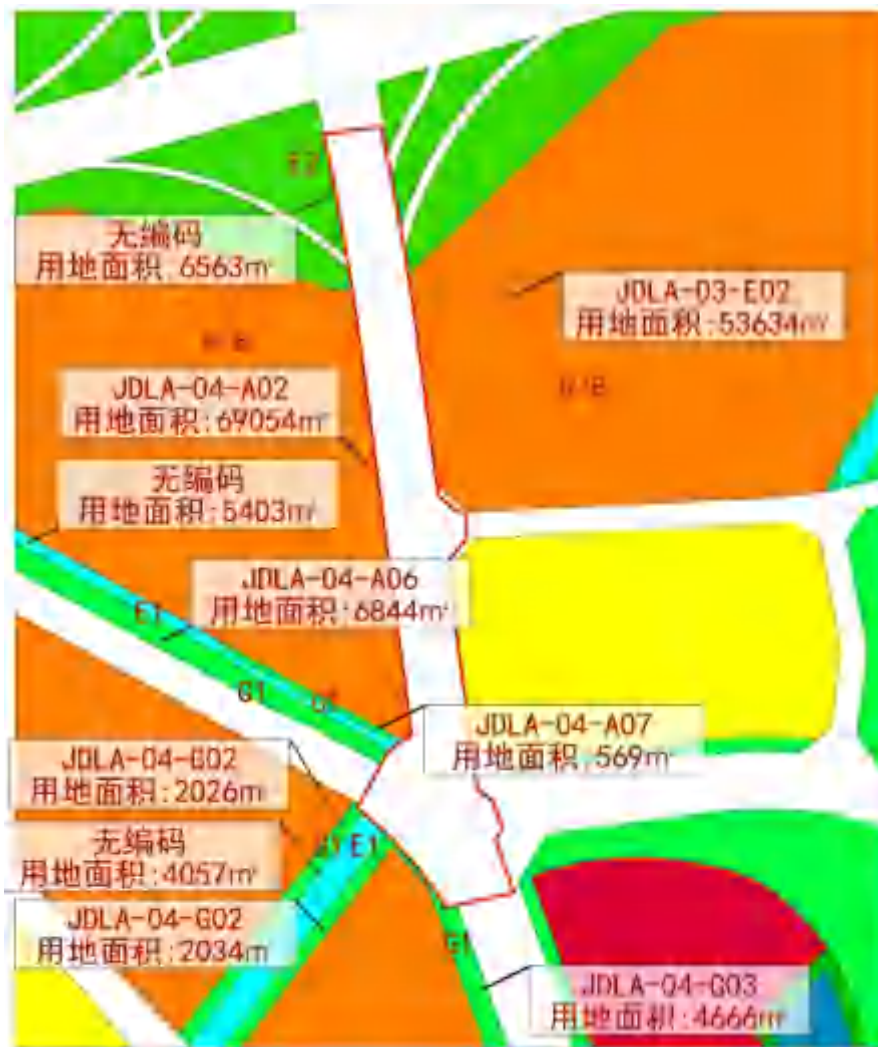 E2
无编码
用地面积:6563㎡
JDLA-03-E02
用地面积:53634㎡
JDLA-04-A02
用地面积:69054㎡
无编码
用地面积:5403㎡
JDLA-04-A06
用地面积:6844㎡
E1
G1
JDLA-04-A07
用地面积:569㎡
JDLA-04-G02
用地面积:2026㎡
E1
无编码
用地面积:4057㎡
JDLA-04-G02
用地面积:2034㎡
G1
JDLA-04-G03
用地面积:4666㎡